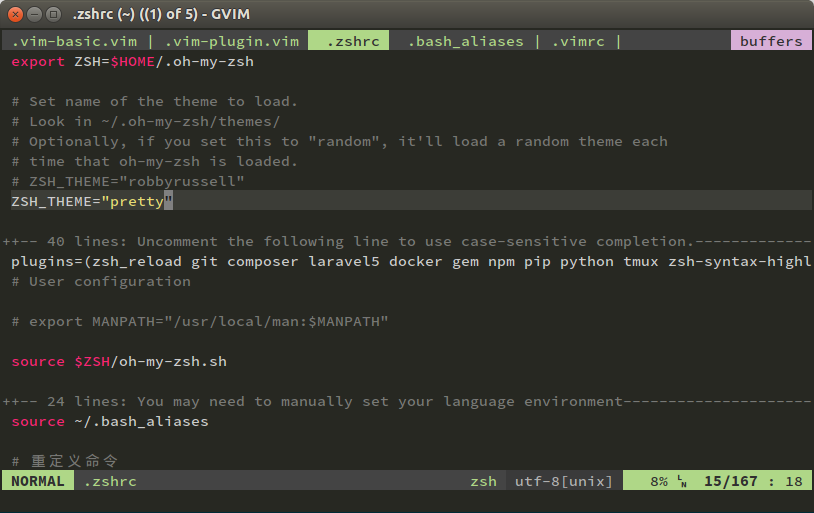 .zshrc (~) ((1) of 5) - GVIM
.vim-basic.vim | .vim-plugin.vim .zshrc .bash_aliases | .vimrc | buffers
export ZSH=$HOME/.oh-my-zsh
# Set name of the theme to load.
# Look in ~/.oh-my-zsh/themes/
# Optionally, if you set this to "random", it'll load a random theme each
# time that oh-my-zsh is loaded.
# ZSH_THEME="robbyrussell"
ZSH_THEME="pretty"
++-- 40 lines: Uncomment the following line to use case-sensitive completion.-------------
plugins=(zsh_reload git composer laravel5 docker gem npm pip python tmux zsh-syntax-highl
# User configuration
# export MANPATH="/usr/local/man:$MANPATH"
source $ZSH/oh-my-zsh.sh
++-- 24 lines: You may need to manually set your language environment---------------------
source ~/.bash_aliases
# 重定义命令
NORMAL .zshrc zsh utf-8[unix] 8% ␤ 15/167 : 18